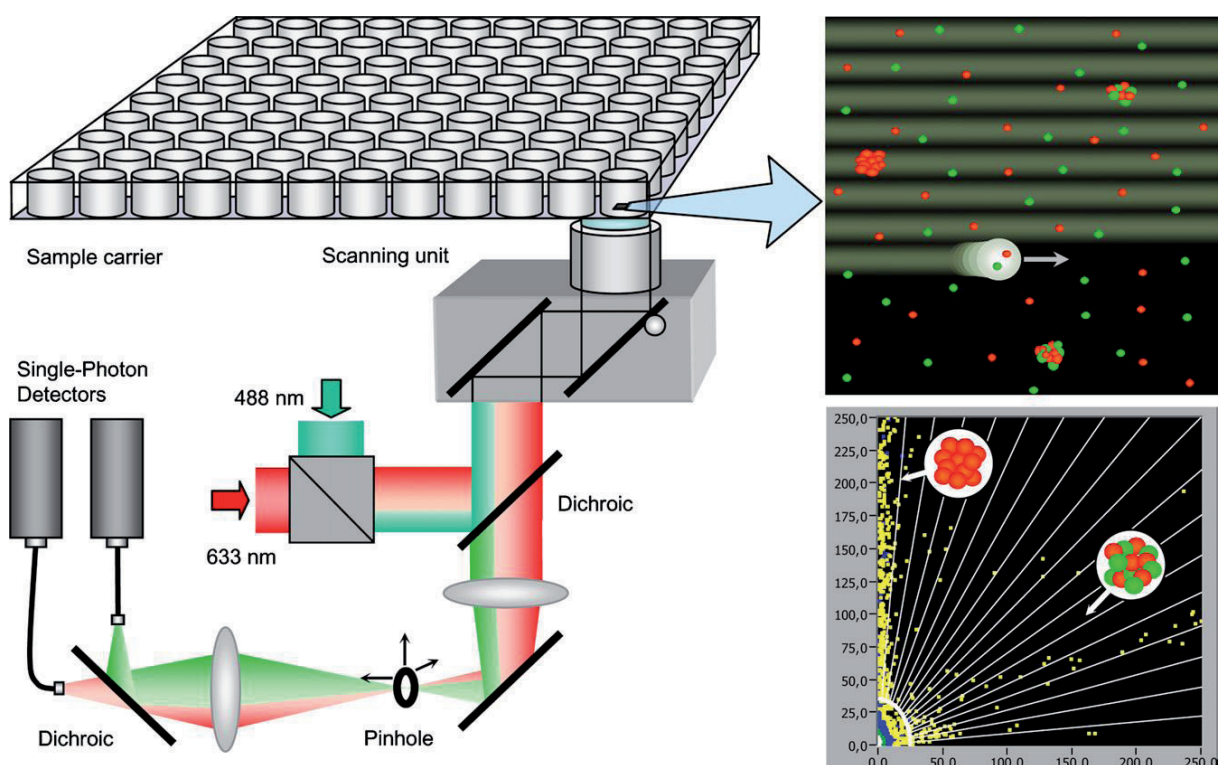 Sample carrier
Scanning unit
Single-Photon
Detectors
488 nm
633 nm
Dichroic
Dichroic
Pinhole
250,0
225,0
200,0
175,0
150,0
125,0
100,0
75,0
50,0
25,0
0,0
0,0
50,0
100,0
150,0
200,0
250,0